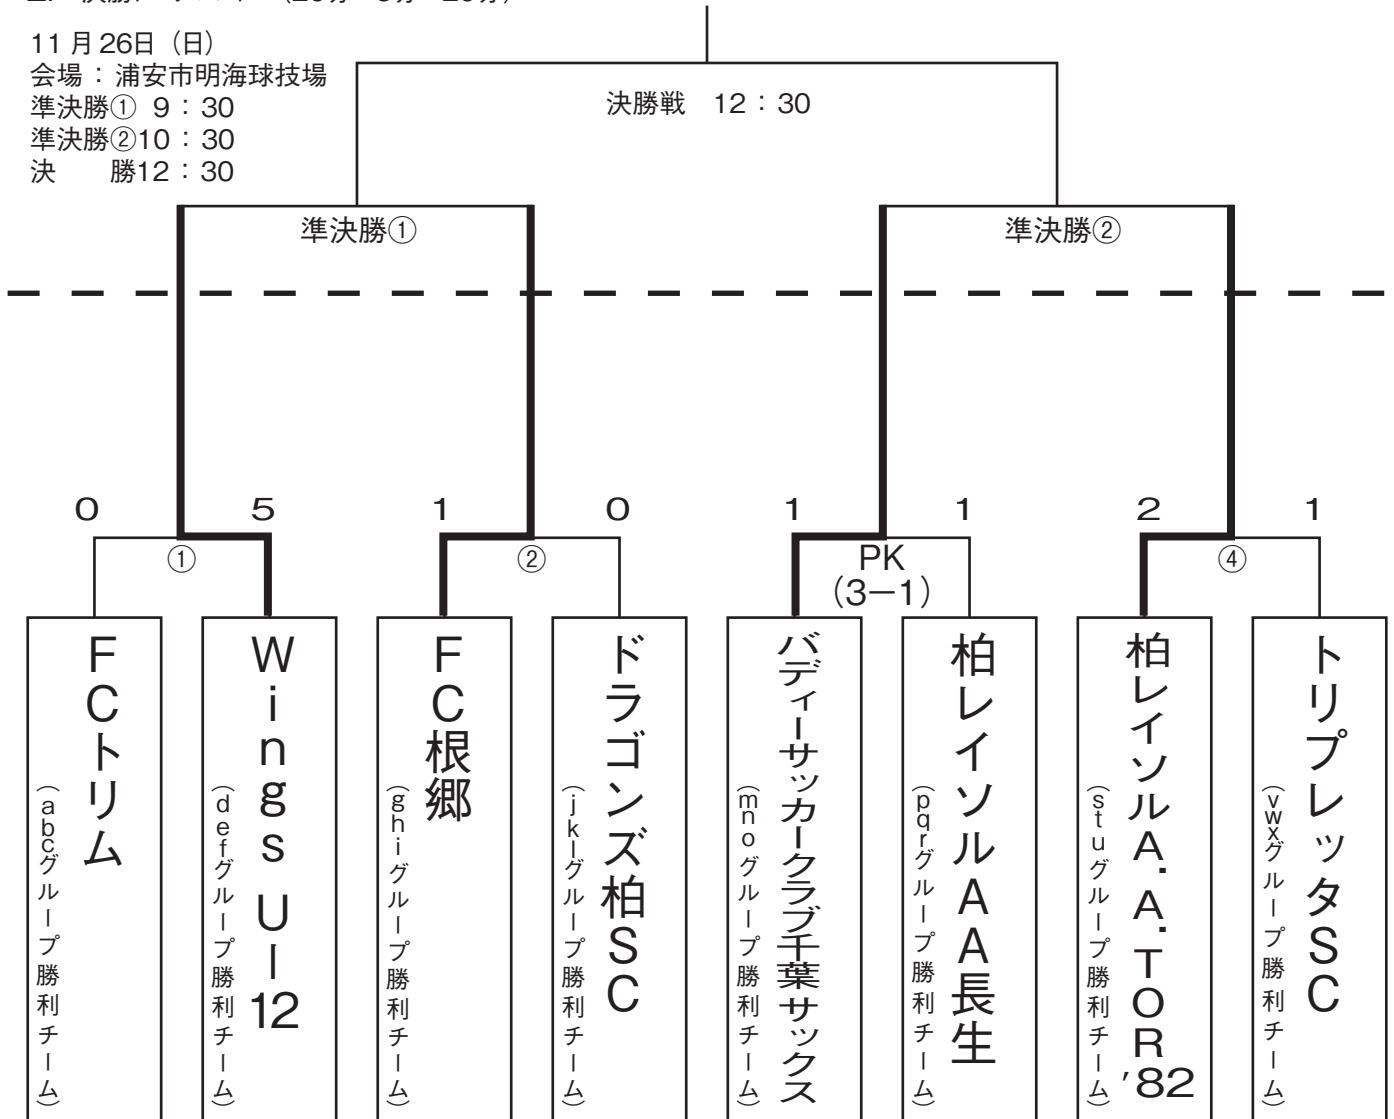 11月26日（日）
会場：浦安市明海球技場
準決勝① 9：30
準決勝②10：30
決　　勝12：30
決勝戦　12：30
準決勝①
準決勝②
0
5
1
0
1
1
2
1
①
②
PK
（3－1）
④
FCトリム
（abcグループ勝利チーム）
Wings U－12
（defグループ勝利チーム）
FC根郷
（ghiグループ勝利チーム）
ドラゴンズ柏SC
（jklグループ勝利チーム）
バディーサッカークラブ千葉サックス
（mnoグループ勝利チーム）
柏レイソルAA長生
（pqrグループ勝利チーム）
柏レイソルA.A.TOR'82
（stuグループ勝利チーム）
トリプレッタSC
（vwxグループ勝利チーム）